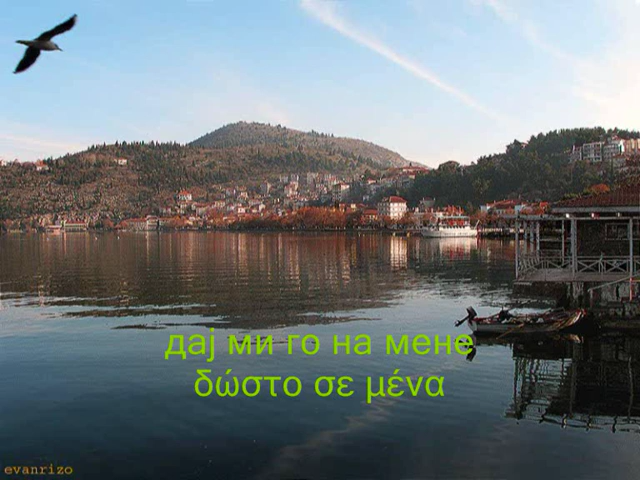 дај ми го на мене
δώστο σε μένα
evanrizo